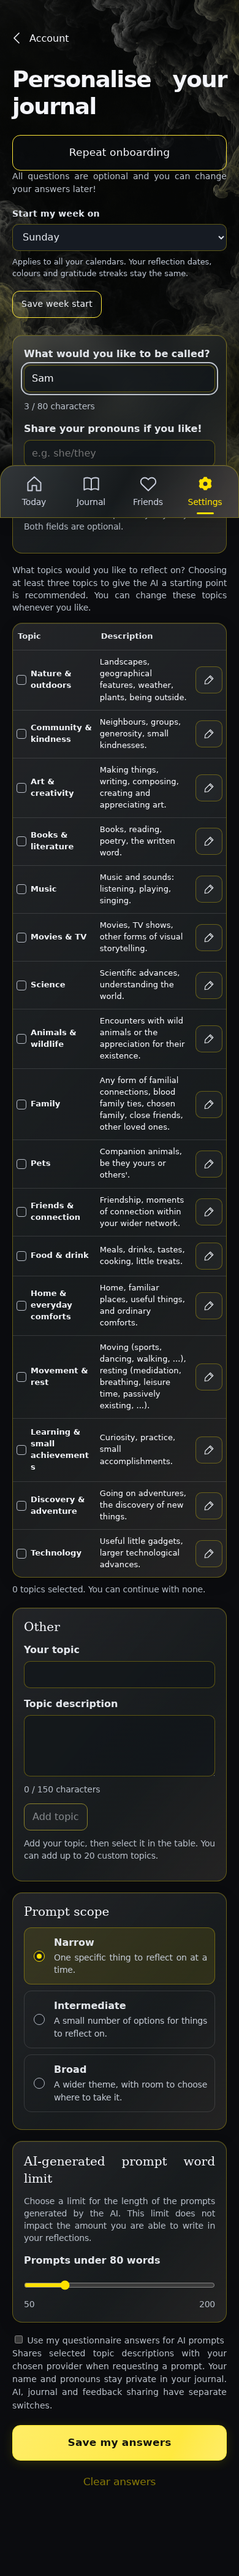 Account
Personalise your
journal
Repeat onboarding
All questions are optional and you can change
your answers later!
Start my week on
Sunday
Applies to all your calendars. Your reflection dates,
colours and gratitude streaks stay the same.
Save week start
What would you like to be called?
Sam
3 / 80 characters
Share your pronouns if you like!
e.g. she/they
Today
Journal
Friends
Settings
Both fields are optional.
What topics would you like to reflect on? Choosing
at least three topics to give the AI a starting point
is recommended. You can change these topics
whenever you like.
Topic
Description
Nature &
outdoors
Landscapes,
geographical
features, weather,
plants, being outside.
Community &
kindness
Neighbours, groups,
generosity, small
kindnesses.
Art &
creativity
Making things,
writing, composing,
creating and
appreciating art.
Books &
literature
Books, reading,
poetry, the written
word.
Music
Music and sounds:
listening, playing,
singing.
Movies & TV
Movies, TV shows,
other forms of visual
storytelling.
Science
Scientific advances,
understanding the
world.
Animals &
wildlife
Encounters with wild
animals or the
appreciation for their
existence.
Family
Any form of familial
connections, blood
family ties, chosen
family, close friends,
other loved ones.
Pets
Companion animals,
be they yours or
others'.
Friends &
connection
Friendship, moments
of connection within
your wider network.
Food & drink
Meals, drinks, tastes,
cooking, little treats.
Home &
everyday
comforts
Home, familiar
places, useful things,
and ordinary
comforts.
Movement &
rest
Moving (sports,
dancing, walking, ...),
resting (medidation,
breathing, leisure
time, passively
existing, ...).
Learning &
small
achievement
s
Curiosity, practice,
small
accomplishments.
Discovery &
adventure
Going on adventures,
the discovery of new
things.
Technology
Useful little gadgets,
larger technological
advances.
0 topics selected. You can continue with none.
Other
Your topic
Topic description
0 / 150 characters
Add topic
Add your topic, then select it in the table. You
can add up to 20 custom topics.
Prompt scope
Narrow
One specific thing to reflect on at a
time.
Intermediate
A small number of options for things
to reflect on.
Broad
A wider theme, with room to choose
where to take it.
AI-generated prompt word
limit
Choose a limit for the length of the prompts
generated by the AI. This limit does not
impact the amount you are able to write in
your reflections.
Prompts under 80 words
50
200
Use my questionnaire answers for AI prompts
Shares selected topic descriptions with your
chosen provider when requesting a prompt. Your
name and pronouns stay private in your journal.
AI, journal and feedback sharing have separate
switches.
Save my answers
Clear answers